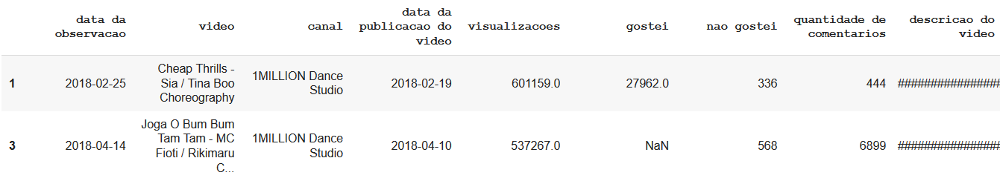 data da observacao video canal data da publicacao do video visualizacoes gostei nao gostei quantidade de comentarios descricao do video
1 2018-02-25 Cheap Thrills - Sia / Tina Boo Choreography 1MILLION Dance Studio 2018-02-19 601159.0 27962.0 336 444 ################
3 2018-04-14 Joga O Bum Bum Tam Tam - MC Fioti / Rikimaru C... 1MILLION Dance Studio 2018-04-10 537267.0 NaN 568 6899 ################